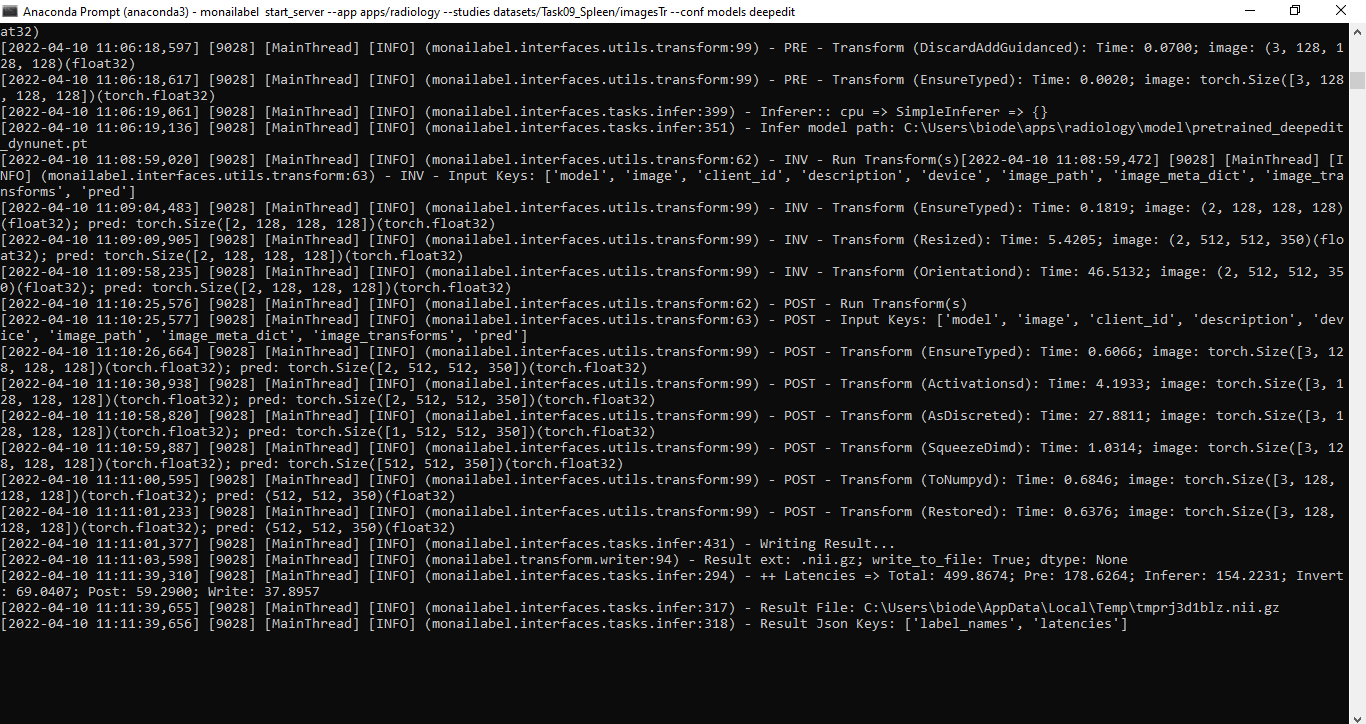 Anaconda Prompt (anaconda3) - monailabel  start_server --app apps/radiology --studies datasets/Task09_Spleen/imagesTr --conf models deepedit
at32)
[2022-04-10 11:06:18,597] [9028] [MainThread] [INFO] (monailabel.interfaces.utils.transform:99) - PRE - Transform (DiscardAddGuidanced): Time: 0.0700; image: (3, 128, 1
28, 128)(float32)
[2022-04-10 11:06:18,617] [9028] [MainThread] [INFO] (monailabel.interfaces.utils.transform:99) - PRE - Transform (EnsureTyped): Time: 0.0020; image: torch.Size([3, 128
, 128, 128])(torch.float32)
[2022-04-10 11:06:19,061] [9028] [MainThread] [INFO] (monailabel.interfaces.tasks.infer:399) - Inferer:: cpu => SimpleInferer => {}
[2022-04-10 11:06:19,136] [9028] [MainThread] [INFO] (monailabel.interfaces.tasks.infer:351) - Infer model path: C:\Users\biode\apps\radiology\model\pretrained_deepedit
_dynunet.pt
[2022-04-10 11:08:59,020] [9028] [MainThread] [INFO] (monailabel.interfaces.utils.transform:62) - INV - Run Transform(s)[2022-04-10 11:08:59,472] [9028] [MainThread] [I
NFO] (monailabel.interfaces.utils.transform:63) - INV - Input Keys: ['model', 'image', 'client_id', 'description', 'device', 'image_path', 'image_meta_dict', 'image_tra
nsforms', 'pred']
[2022-04-10 11:09:04,483] [9028] [MainThread] [INFO] (monailabel.interfaces.utils.transform:99) - INV - Transform (EnsureTyped): Time: 0.1819; image: (2, 128, 128, 128)
(float32); pred: torch.Size([2, 128, 128, 128])(torch.float32)
[2022-04-10 11:09:09,905] [9028] [MainThread] [INFO] (monailabel.interfaces.utils.transform:99) - INV - Transform (Resized): Time: 5.4205; image: (2, 512, 512, 350)(flo
at32); pred: torch.Size([2, 128, 128, 128])(torch.float32)
[2022-04-10 11:09:58,235] [9028] [MainThread] [INFO] (monailabel.interfaces.utils.transform:99) - INV - Transform (Orientationd): Time: 46.5132; image: (2, 512, 512, 35
0)(float32); pred: torch.Size([2, 128, 128, 128])(torch.float32)
[2022-04-10 11:10:25,576] [9028] [MainThread] [INFO] (monailabel.interfaces.utils.transform:62) - POST - Run Transform(s)
[2022-04-10 11:10:25,577] [9028] [MainThread] [INFO] (monailabel.interfaces.utils.transform:63) - POST - Input Keys: ['model', 'image', 'client_id', 'description', 'dev
ice', 'image_path', 'image_meta_dict', 'image_transforms', 'pred']
[2022-04-10 11:10:26,664] [9028] [MainThread] [INFO] (monailabel.interfaces.utils.transform:99) - POST - Transform (EnsureTyped): Time: 0.6066; image: torch.Size([3, 12
8, 128, 128])(torch.float32); pred: torch.Size([2, 512, 512, 350])(torch.float32)
[2022-04-10 11:10:30,938] [9028] [MainThread] [INFO] (monailabel.interfaces.utils.transform:99) - POST - Transform (Activationsd): Time: 4.1933; image: torch.Size([3, 1
28, 128, 128])(torch.float32); pred: torch.Size([2, 512, 512, 350])(torch.float32)
[2022-04-10 11:10:58,820] [9028] [MainThread] [INFO] (monailabel.interfaces.utils.transform:99) - POST - Transform (AsDiscreted): Time: 27.8811; image: torch.Size([3, 1
28, 128, 128])(torch.float32); pred: torch.Size([1, 512, 512, 350])(torch.float32)
[2022-04-10 11:10:59,887] [9028] [MainThread] [INFO] (monailabel.interfaces.utils.transform:99) - POST - Transform (SqueezeDimd): Time: 1.0314; image: torch.Size([3, 12
8, 128, 128])(torch.float32); pred: torch.Size([512, 512, 350])(torch.float32)
[2022-04-10 11:11:00,595] [9028] [MainThread] [INFO] (monailabel.interfaces.utils.transform:99) - POST - Transform (ToNumpyd): Time: 0.6846; image: torch.Size([3, 128,
128, 128])(torch.float32); pred: (512, 512, 350)(float32)
[2022-04-10 11:11:01,233] [9028] [MainThread] [INFO] (monailabel.interfaces.utils.transform:99) - POST - Transform (Restored): Time: 0.6376; image: torch.Size([3, 128,
128, 128])(torch.float32); pred: (512, 512, 350)(float32)
[2022-04-10 11:11:01,377] [9028] [MainThread] [INFO] (monailabel.interfaces.tasks.infer:431) - Writing Result...
[2022-04-10 11:11:03,598] [9028] [MainThread] [INFO] (monailabel.transform.writer:94) - Result ext: .nii.gz; write_to_file: True; dtype: None
[2022-04-10 11:11:39,310] [9028] [MainThread] [INFO] (monailabel.interfaces.tasks.infer:294) - ++ Latencies => Total: 499.8674; Pre: 178.6264; Inferer: 154.2231; Invert
: 69.0407; Post: 59.2900; Write: 37.8957
[2022-04-10 11:11:39,655] [9028] [MainThread] [INFO] (monailabel.interfaces.tasks.infer:317) - Result File: C:\Users\biode\AppData\Local\Temp\tmprj3d1blz.nii.gz
[2022-04-10 11:11:39,656] [9028] [MainThread] [INFO] (monailabel.interfaces.tasks.infer:318) - Result Json Keys: ['label_names', 'latencies']